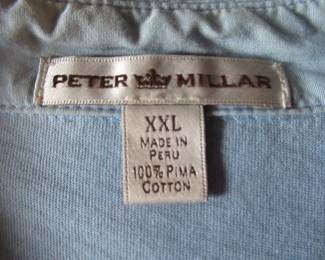 PETER MILLAR
XXL
MADE IN
PERU
100% PIMA
COTTON